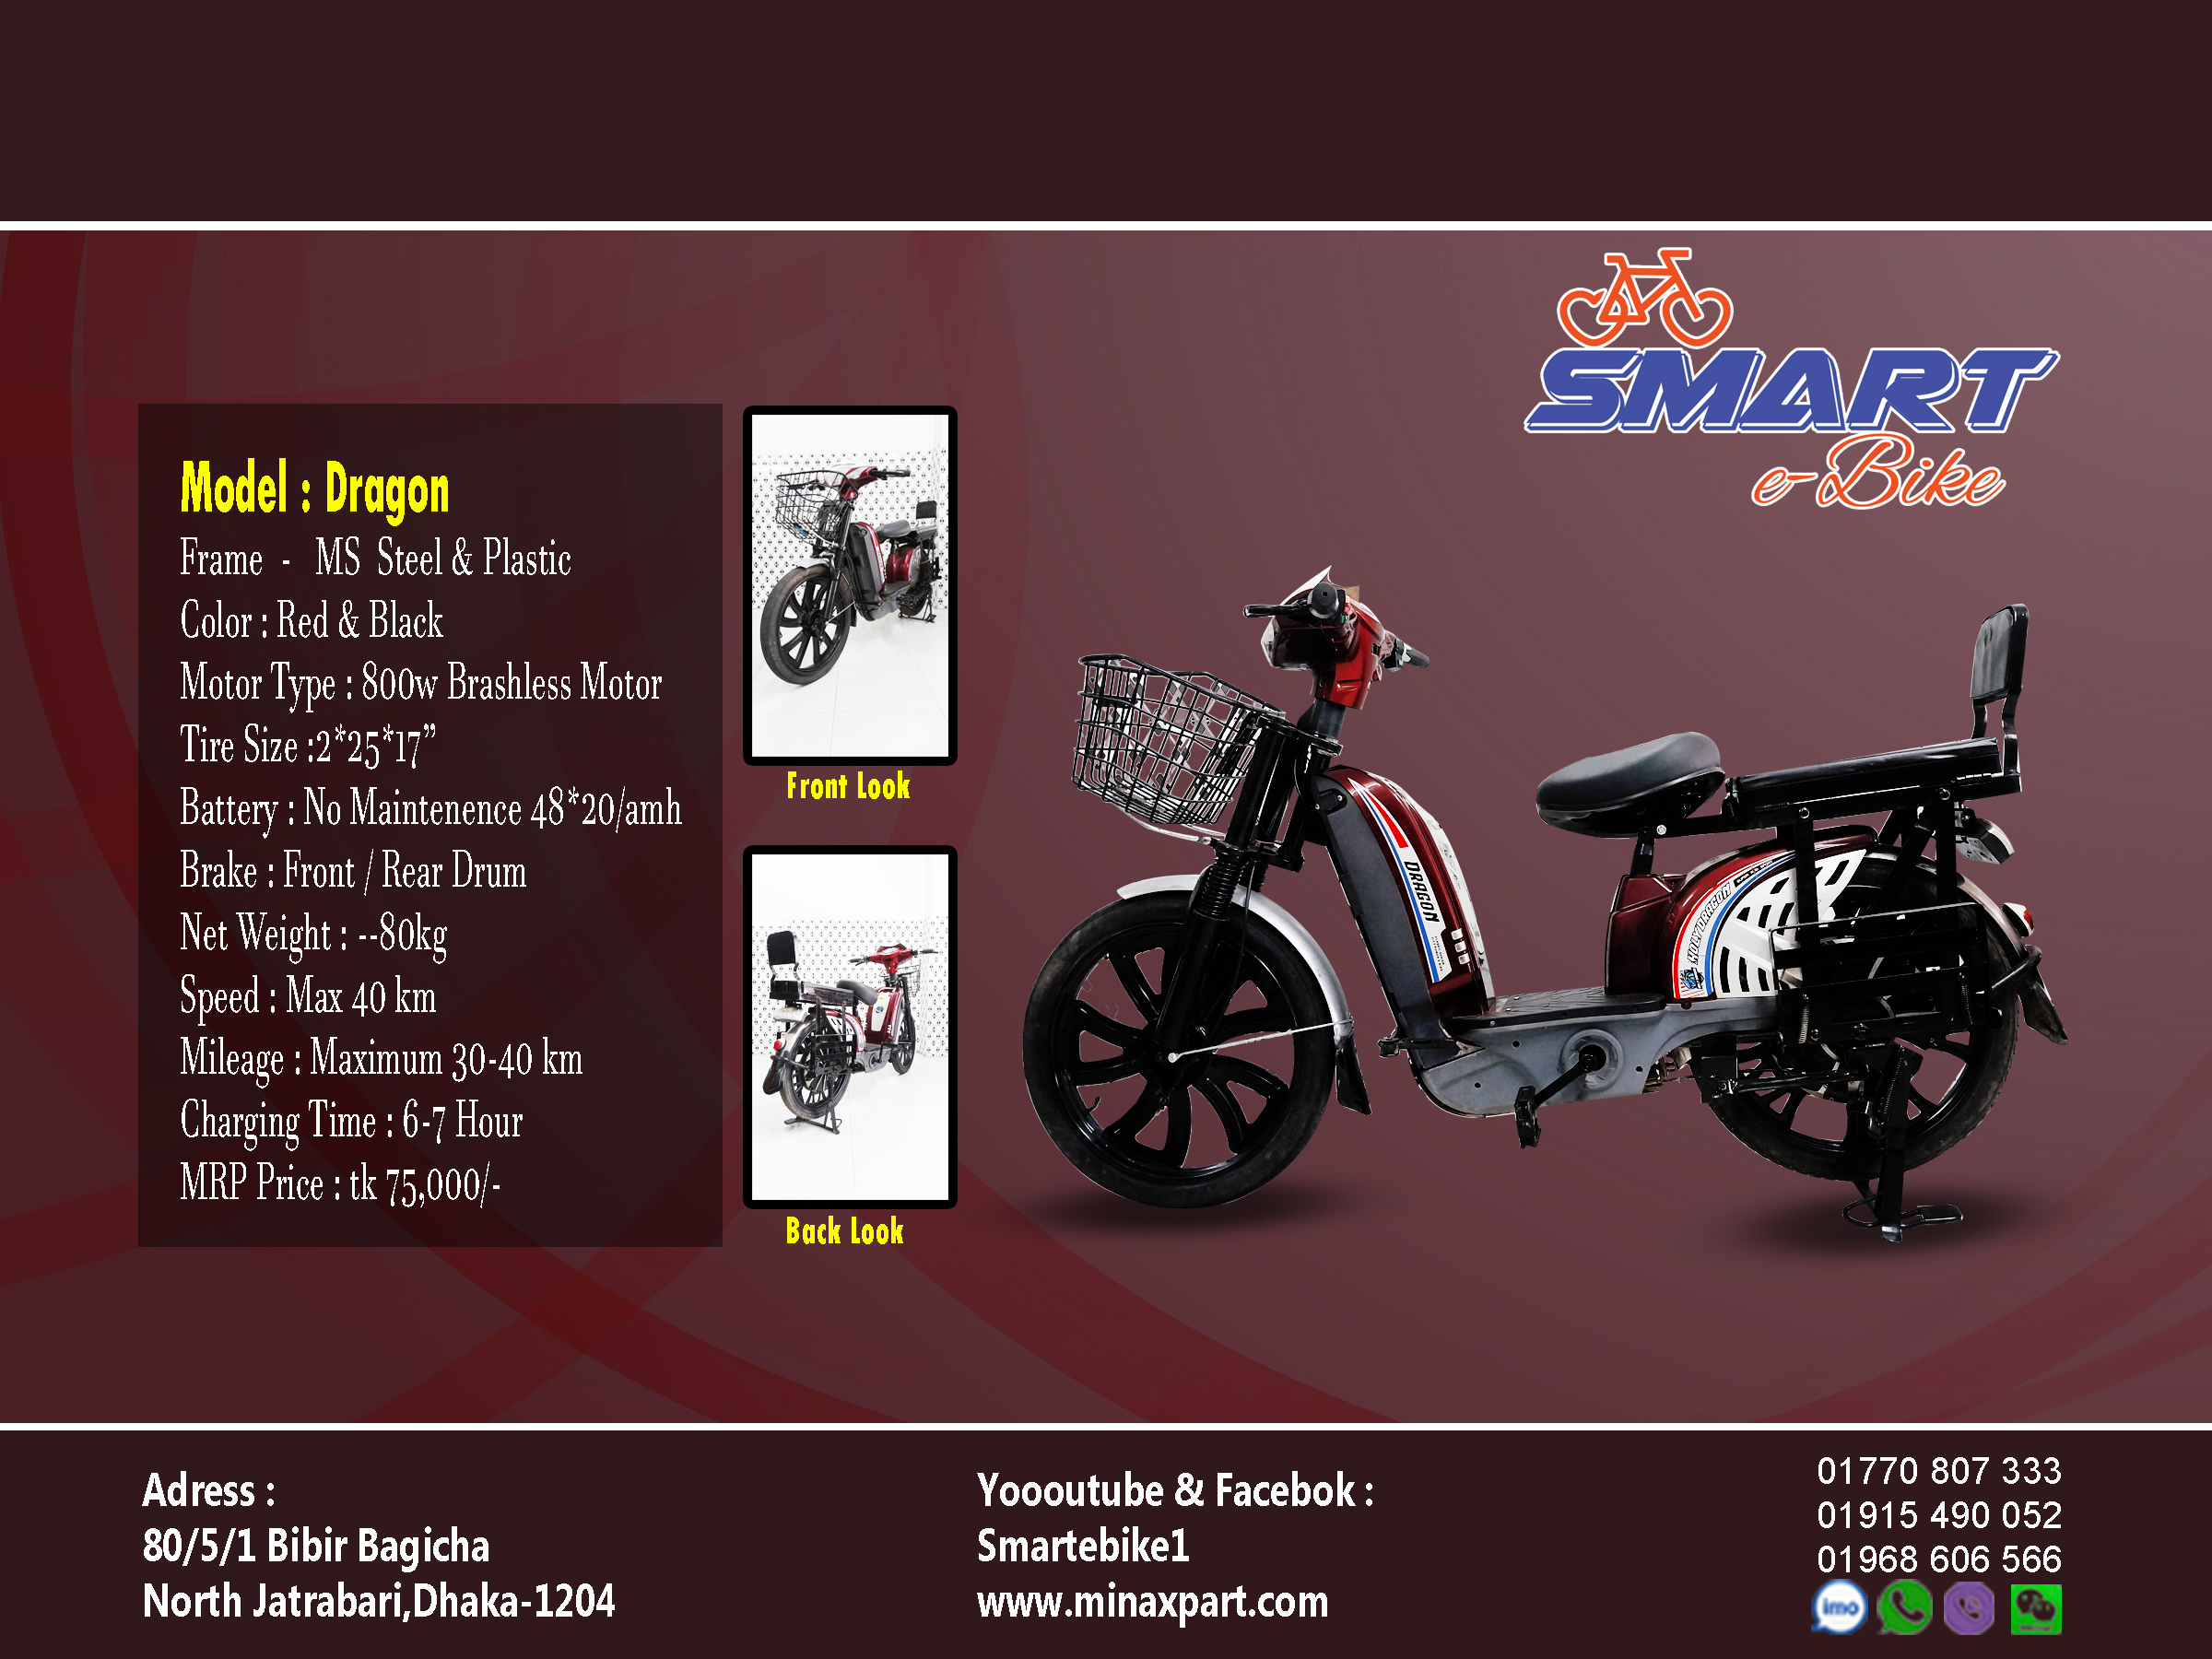 SMART
e-Bike
Model : Dragon
Frame - MS Steel & Plastic
Color : Red & Black
Motor Type : 800w Brashless Motor
Tire Size :2*25*17”
Battery : No Maintenence 48*20/amh
Brake : Front / Rear Drum
Net Weight : --80kg
Speed : Max 40 km
Mileage : Maximum 30-40 km
Charging Time : 6-7 Hour
MRP Price : tk 75,000/-
Front Look
Back Look
DRAGON
HOLYDRAGON
Adress :
80/5/1 Bibir Bagicha
North Jatrabari,Dhaka-1204
Yoooutube & Facebok :
Smartebike1
www.minaxpart.com
01770 807 333
01915 490 052
01968 606 566
imo